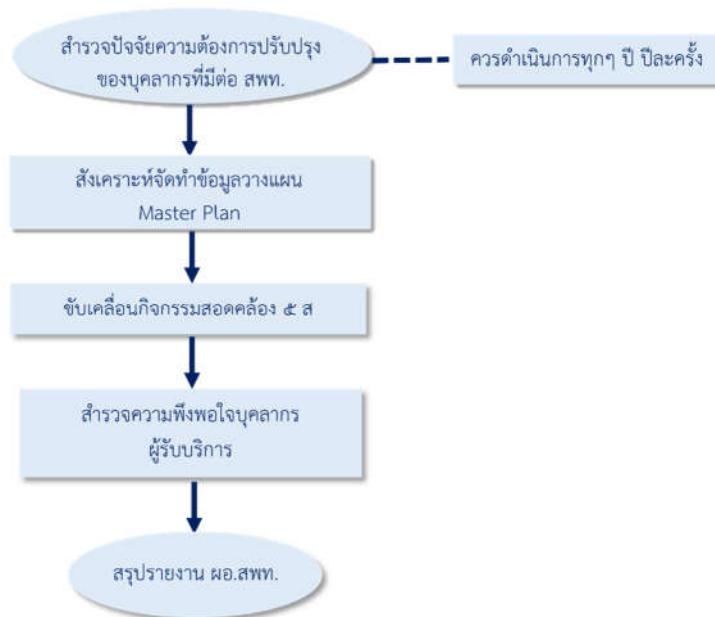 สำรวจปัจจัยความต้องการปรับปรุง
ของบุคลากรที่มีต่อ สพท.
ควรดำเนินการทุกๆ ปี ปีละครั้ง
สังเคราะห์จัดทำข้อมูลวางแผน
Master Plan
ขับเคลื่อนกิจกรรมสอดคล้อง ๕ ส
สำรวจความพึงพอใจบุคลากร
ผู้รับบริการ
สรุปรายงาน ผอ.สพท.